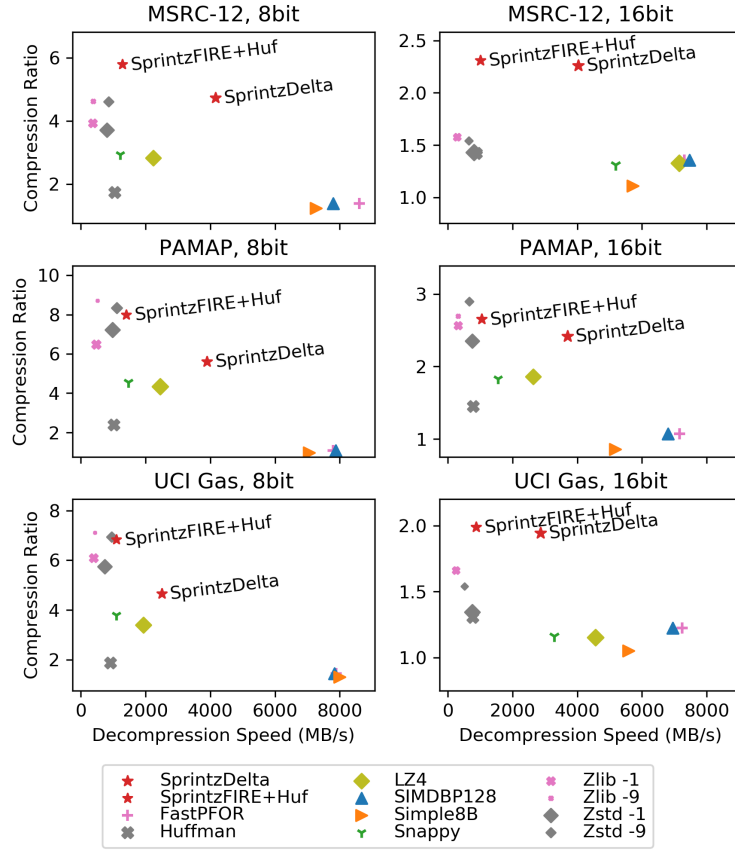 MSRC-12, 8bit
MSRC-12, 16bit
Compression Ratio
6
4
2
SprintzFIRE+Huf
SprintzDelta
2.5
2.0
1.5
1.0
SprintzFIRE+Huf
SprintzDelta
PAMAP, 8bit
PAMAP, 16bit
Compression Ratio
10
8
6
4
2
SprintzFIRE+Huf
SprintzDelta
3
2
1
SprintzFIRE+Huf
SprintzDelta
UCI Gas, 8bit
UCI Gas, 16bit
Compression Ratio
8
6
4
2
SprintzFIRE+Huf
SprintzDelta
2.0
1.5
1.0
SprintzFIRE+Huf
SprintzDelta
0 2000 4000 6000 8000
0 2000 4000 6000 8000
Decompression Speed (MB/s)
Decompression Speed (MB/s)
SprintzDelta
SprintzFIRE+Huf
FastPFOR
Huffman
LZ4
SIMDBP128
Simple8B
Snappy
Zlib -1
Zlib -9
Zstd -1
Zstd -9